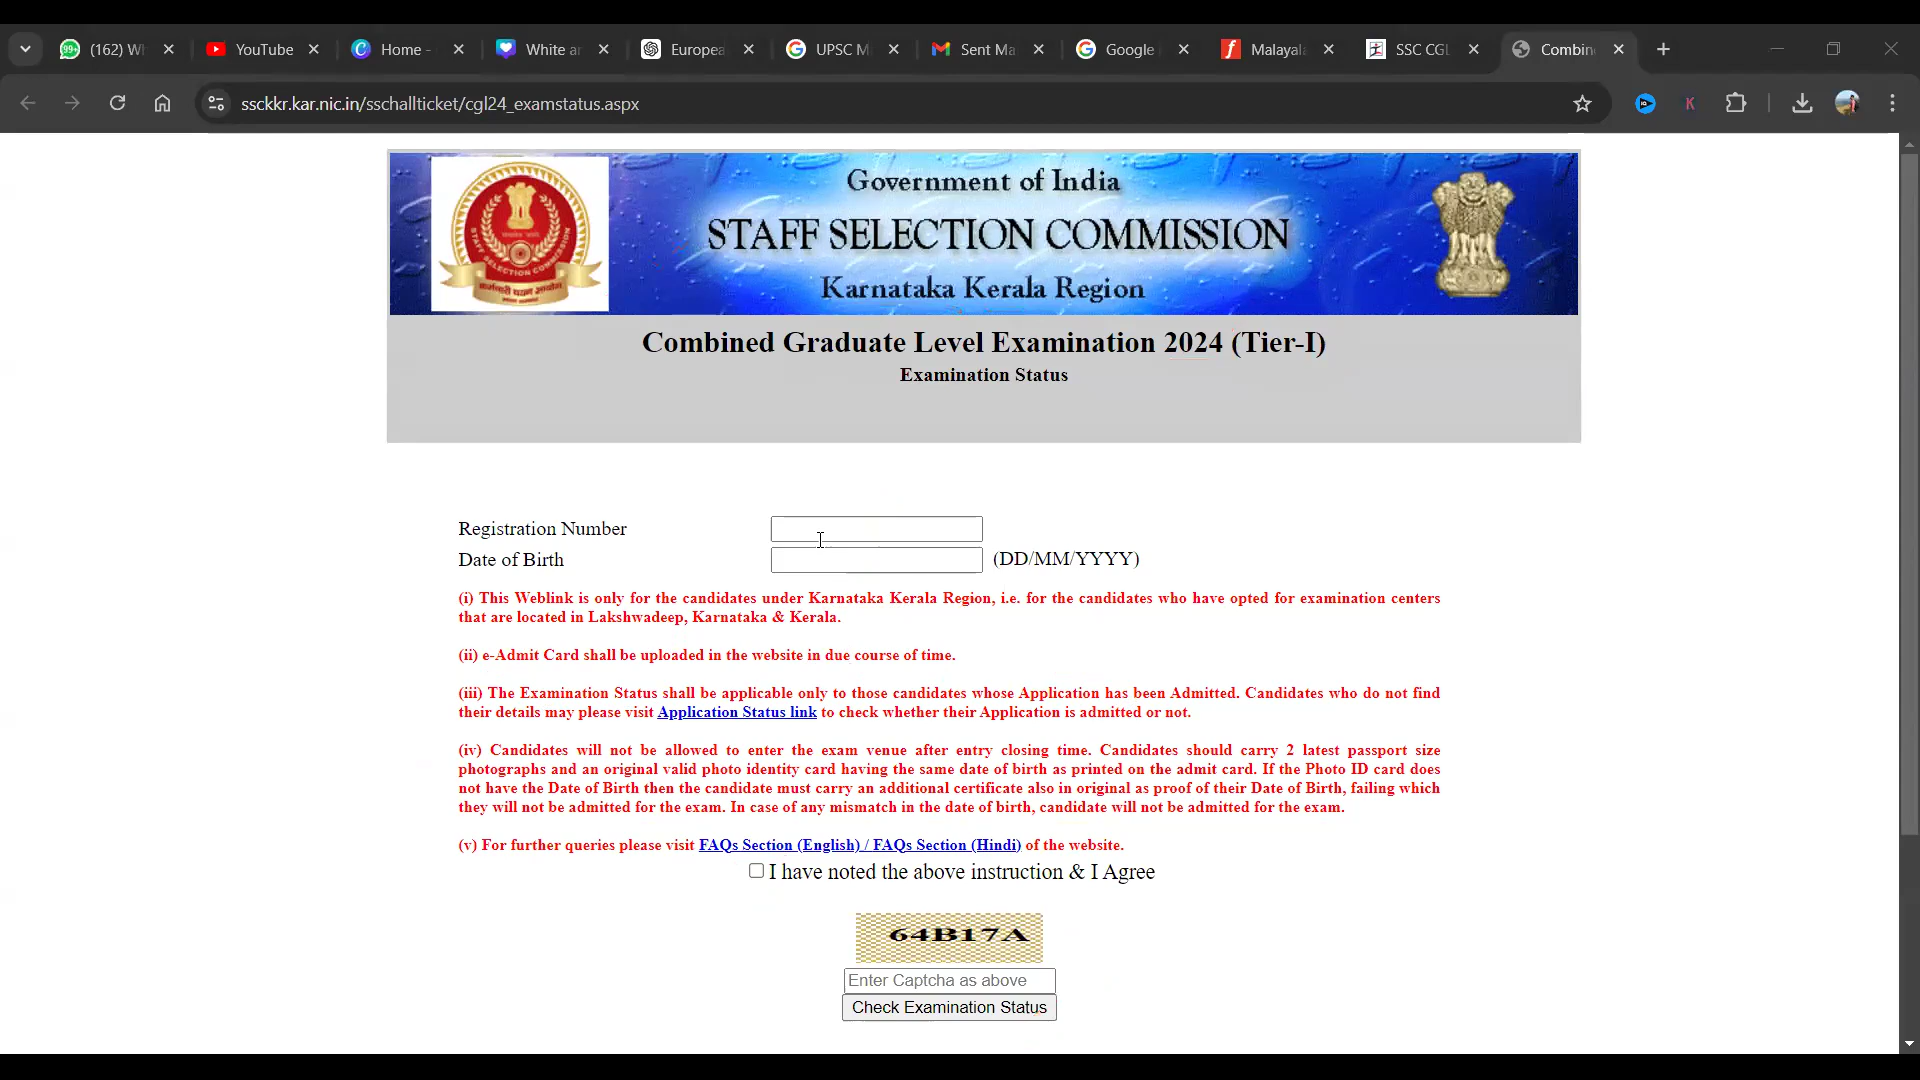 (162) Wh
YouTube
Home -
White ar
Europea
UPSC M
Sent Ma
Google
Malayala
SSC CGL
Combin
ssckkr.kar.nic.in/sschallticket/cgl24_examstatus.aspx
Government of India
STAFF SELECTION COMMISSION
Karnataka Kerala Region
Combined Graduate Level Examination 2024 (Tier-I)
Examination Status
Registration Number
Date of Birth (DD/MM/YYYY)
(i) This Weblink is only for the candidates under Karnataka Kerala Region, i.e. for the candidates who have opted for examination centers
that are located in Lakshwadeep, Karnataka & Kerala.
(ii) e-Admit Card shall be uploaded in the website in due course of time.
(iii) The Examination Status shall be applicable only to those candidates whose Application has been Admitted. Candidates who do not find
their details may please visit Application Status link to check whether their Application is admitted or not.
(iv) Candidates will not be allowed to enter the exam venue after entry closing time. Candidates should carry 2 latest passport size
photographs and an original valid photo identity card having the same date of birth as printed on the admit card. If the Photo ID card does
not have the Date of Birth then the candidate must carry an additional certificate also in original as proof of their Date of Birth, failing which
they will not be admitted for the exam. In case of any mismatch in the date of birth, candidate will not be admitted for the exam.
(v) For further queries please visit FAQs Section (English) / FAQs Section (Hindi) of the website.
I have noted the above instruction & I Agree
64B17A
Enter Captcha as above
Check Examination Status